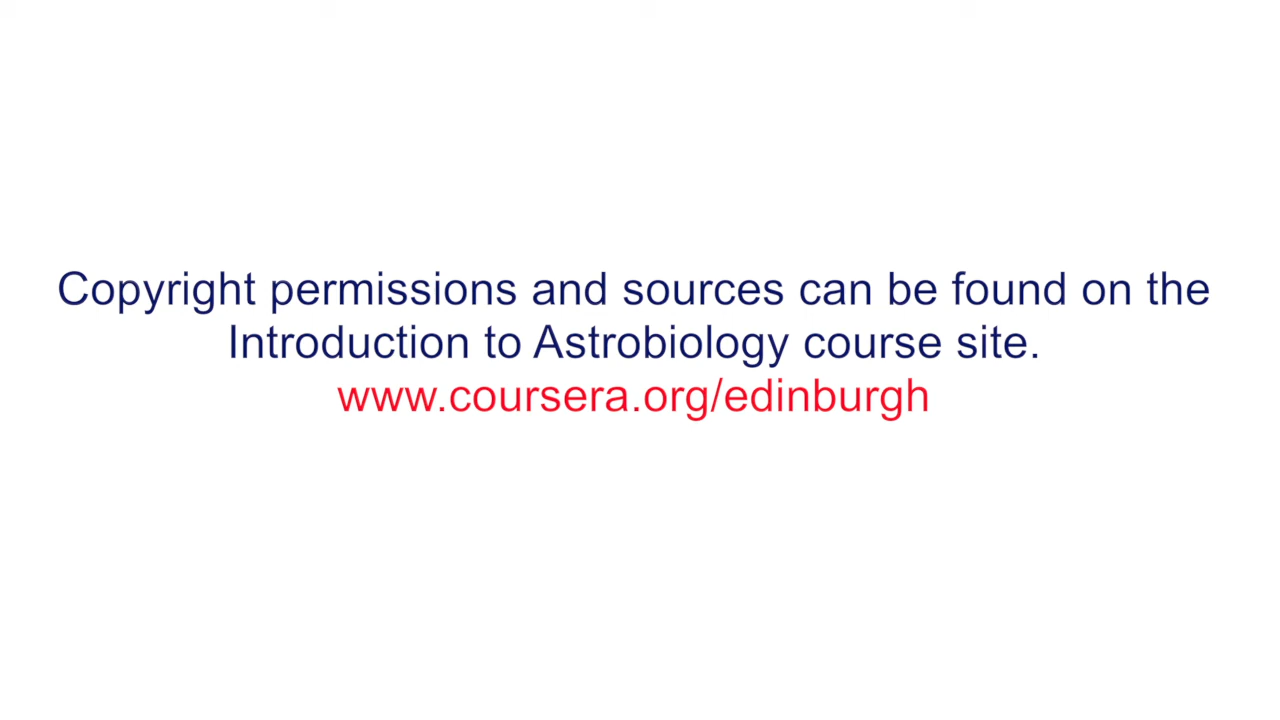 Copyright permissions and sources can be found on the
Introduction to Astrobiology course site.
www.coursera.org/edinburgh